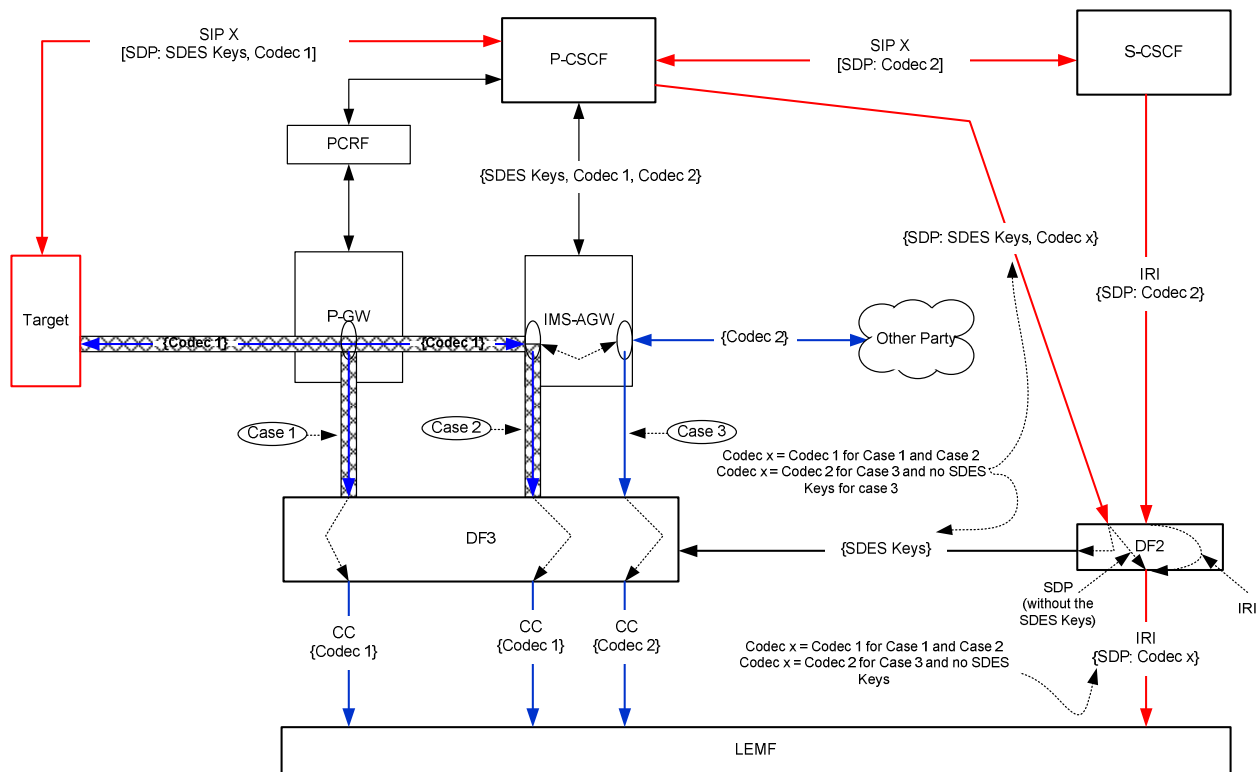 SIP X
[SDP: SDES Keys, Codec 1]
P-CSCF
SIP X
[SDP: Codec 2]
S-CSCF
PCRF
{SDES Keys, Codec 1, Codec 2}
{SDP: SDES Keys, Codec x}
IRI
{SDP: Codec 2}
Target
P-GW
IMS-AGW
{Codec 1}
{Codec 1}
{Codec 2}
Other Party
Case 1
Case 2
Case 3
Codec x = Codec 1 for Case 1 and Case 2
Codec x = Codec 2 for Case 3 and no SDES
Keys for case 3
DF3
{SDES Keys}
DF2
SDP
(without the
SDES Keys)
IRI
CC
{Codec 1}
CC
{Codec 1}
CC
{Codec 2}
Codec x = Codec 1 for Case 1 and Case 2
Codec x = Codec 2 for Case 3 and no SDES
Keys
IRI
{SDP: Codec x}
LEMF